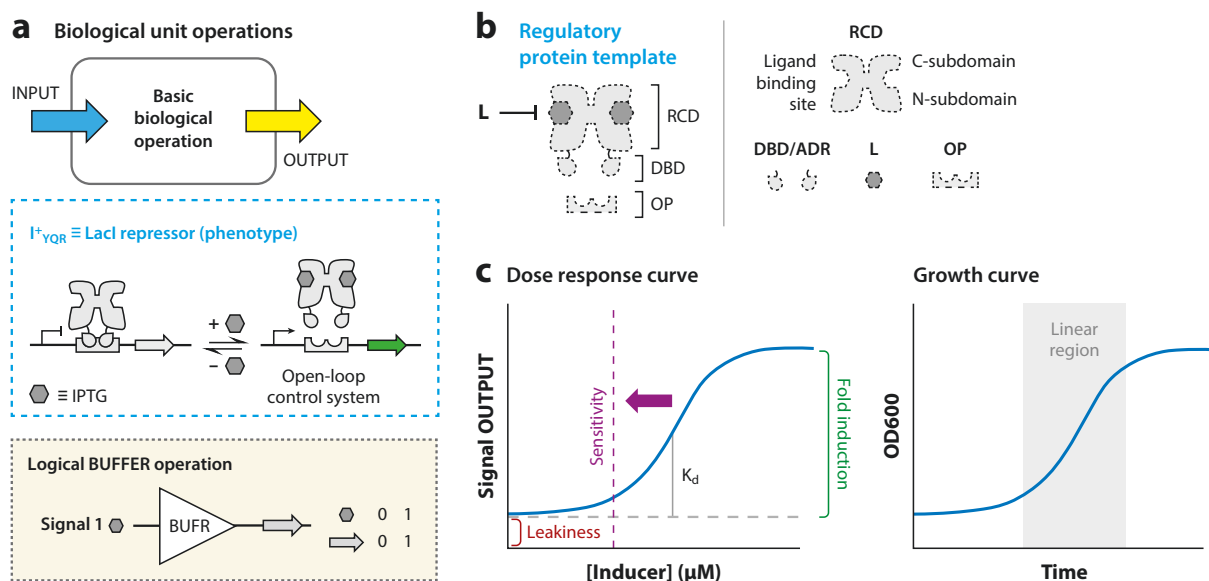 a Biological unit operations
INPUT
Basic
biological
operation
OUTPUT
I⁺YQR ≡ LacI repressor (phenotype)
+
−
≡ IPTG
Open-loop
control system
Logical BUFFER operation
Signal 1
BUFR
0 1
0 1
b Regulatory
protein template
L
RCD
DBD
OP
RCD
Ligand
binding
site
C-subdomain
N-subdomain
DBD/ADR L OP
c Dose response curve
Signal OUTPUT
Sensitivity
Kd
Fold induction
Leakiness
[Inducer] (μM)
Growth curve
OD600
Linear
region
Time